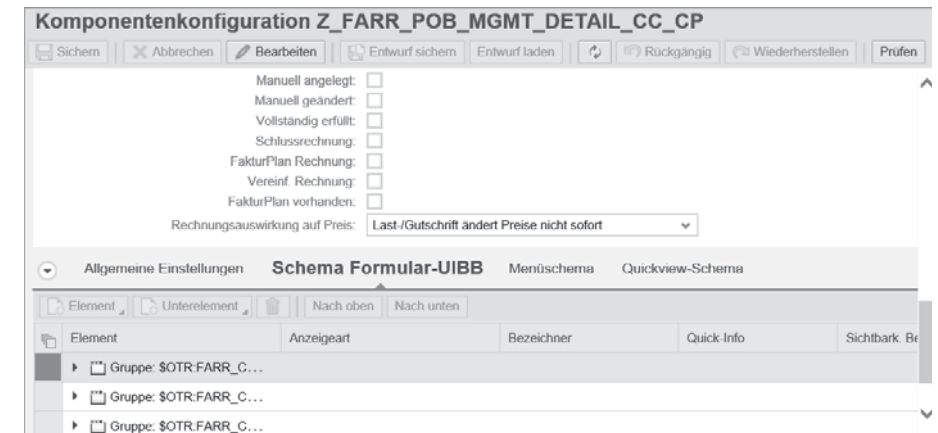 Komponentenkonfiguration Z_FARR_POB_MGMT_DETAIL_CC_CP
Sichern Abbrechen Bearbeiten Entwurf sichern Entwurf laden Rückgängig Wiederherstellen Prüfen
Manuell angelegt:
Manuell geändert:
Vollständig erfüllt:
Schlussrechnung:
FakturPlan Rechnung:
Vereinf. Rechnung:
FakturPlan vorhanden:
Rechnungsauswirkung auf Preis: Last-/Gutschrift ändert Preise nicht sofort
Allgemeine Einstellungen Schema Formular-UIBB Menüschema Quickview-Schema
Element Unterelement Nach oben Nach unten
Element Anzeigeart Bezeichner Quick-Info Sichtbark. Be
Gruppe: $OTR:FARR_C...
Gruppe: $OTR:FARR_C...
Gruppe: $OTR:FARR_C...